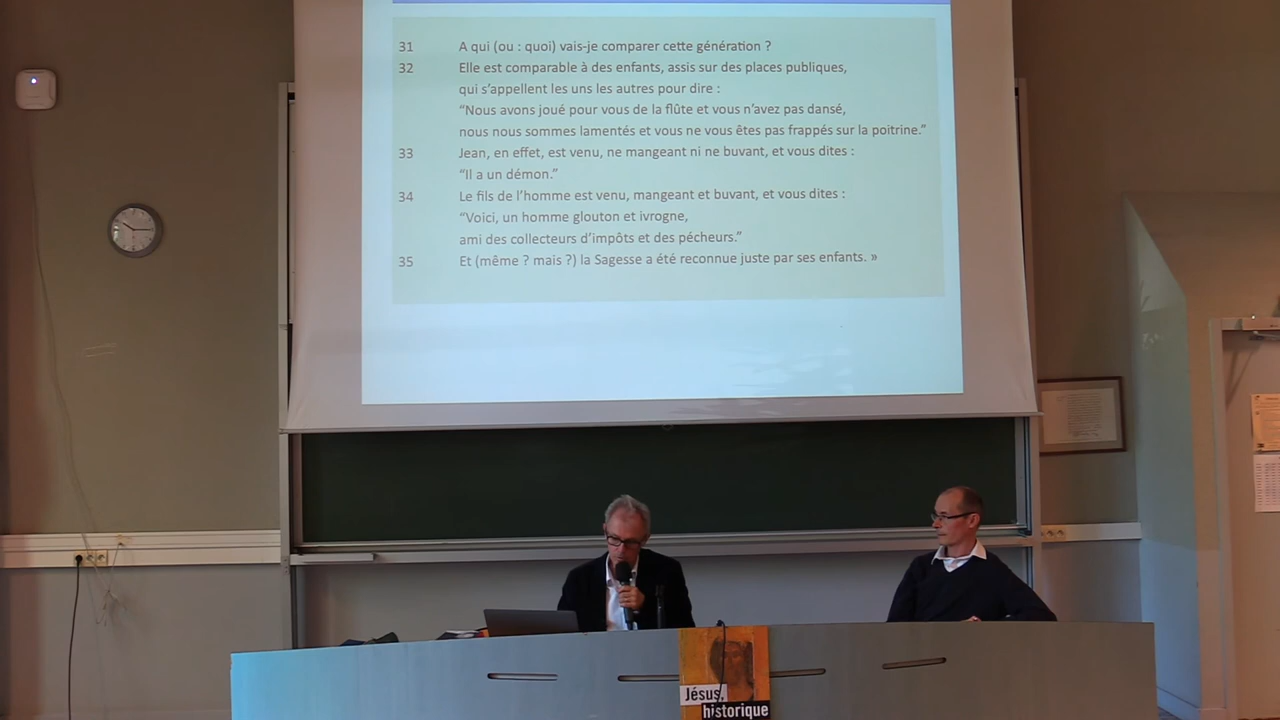 31 A qui (ou : quoi) vais-je comparer cette génération ?
32 Elle est comparable à des enfants, assis sur des places publiques,
qui s’appellent les uns les autres pour dire :
“Nous avons joué pour vous de la flûte et vous n’avez pas dansé,
nous nous sommes lamentés et vous ne vous êtes pas frappés sur la poitrine.”
33 Jean, en effet, est venu, ne mangeant ni ne buvant, et vous dites :
“Il a un démon.”
34 Le fils de l’homme est venu, mangeant et buvant, et vous dites :
“Voici, un homme glouton et ivrogne,
ami des collecteurs d’impôts et des pécheurs.”
35 Et (même ? mais ?) la Sagesse a été reconnue juste par ses enfants. »
Jésus,
historique